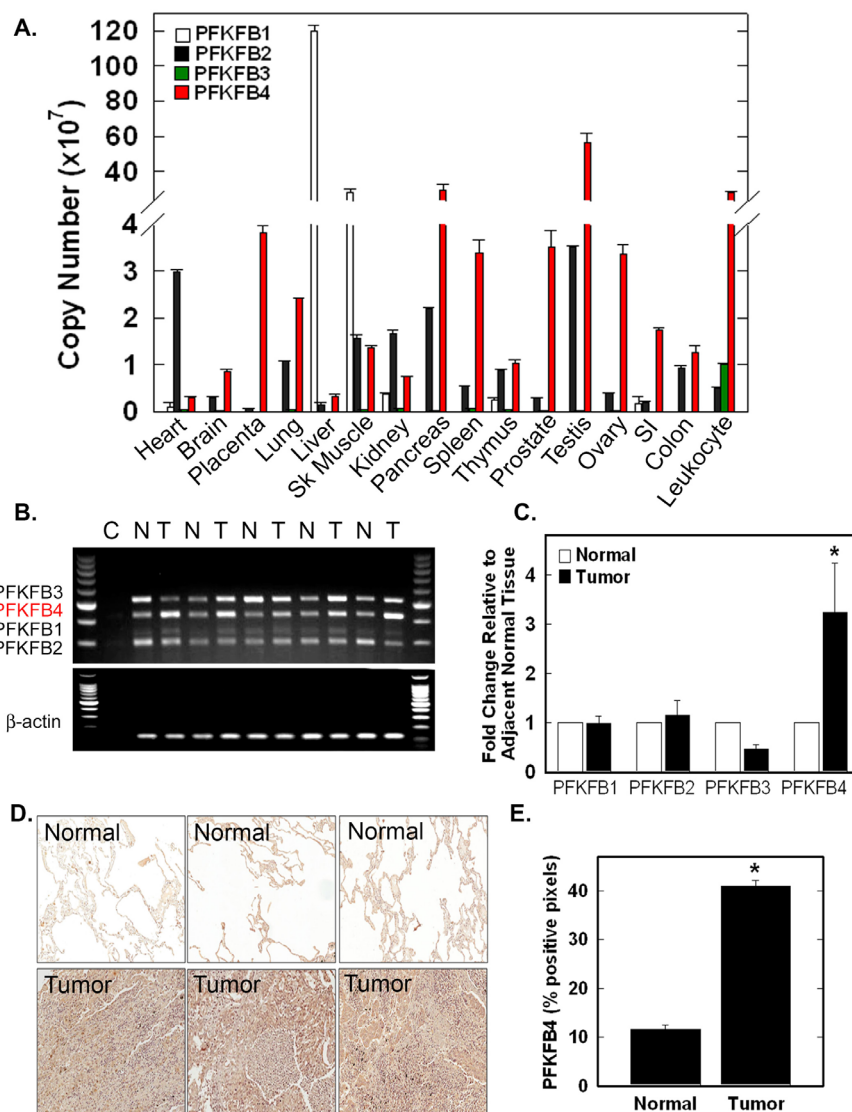 A.
120
100
80
60
40
4
3
2
1
0
Copy Number (x10⁷)
PFKFB1
PFKFB2
PFKFB3
PFKFB4
Heart
Brain
Placenta
Lung
Liver
Sk Muscle
Kidney
Pancreas
Spleen
Thymus
Prostate
Testis
Ovary
SI
Colon
Leukocyte
B.
C N T N T N T N T N T
PFKFB3
PFKFB4
PFKFB1
PFKFB2
β-actin
C.
Normal
Tumor
*
4
3
2
1
0
Fold Change Relative to
Adjacent Normal Tissue
PFKFB1 PFKFB2 PFKFB3 PFKFB4
D.
Normal Normal Normal
Tumor Tumor Tumor
E.
*
40
30
20
10
0
PFKFB4 (% positive pixels)
Normal Tumor